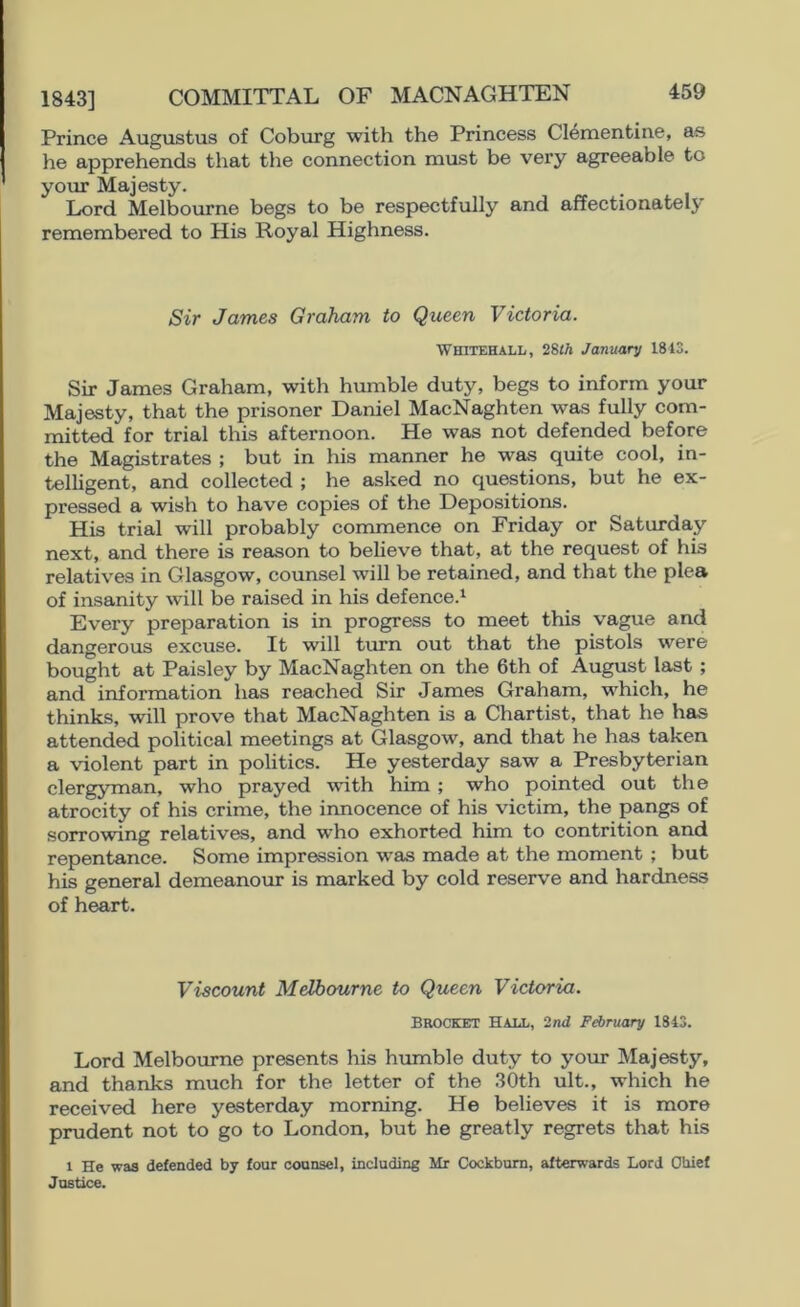 1843] COMMITTAL OF MACNAGHTEN 459
Prince Augustus of Coburg with the Princess Clémentine, as
he apprehends that the connection must be very agreeable to
your Majesty.
Lord Melbourne begs to be respectfully and affectionately
remembered to His Royal Highness.
Sir James Graham to Queen Victoria.
WHITEHALL, 28th January 1843.
Sir James Graham, with humble duty, begs to inform your
Majesty, that the prisoner Daniel MacNaghten was fully com-
mitted for trial this afternoon. He was not defended before
the Magistrates ; but in his manner he was quite cool, in-
telligent, and collected ; he asked no questions, but he ex-
pressed a wish to have copies of the Depositions.
His trial will probably commence on Friday or Saturday
next, and there is reason to believe that, at the request of his
relatives in Glasgow, counsel will be retained, and that the plea
of insanity will be raised in his defence.¹
Every preparation is in progress to meet this vague and
dangerous excuse. It will turn out that the pistols were
bought at Paisley by MacNaghten on the 6th of August last ;
and information has reached Sir James Graham, which, he
thinks, will prove that MacNaghten is a Chartist, that he has
attended political meetings at Glasgow, and that he has taken
a violent part in politics. He yesterday saw a Presbyterian
clergyman, who prayed with him ; who pointed out the
atrocity of his crime, the innocence of his victim, the pangs of
sorrowing relatives, and who exhorted him to contrition and
repentance. Some impression was made at the moment ; but
his general demeanour is marked by cold reserve and hardness
of heart.
Viscount Melbourne to Queen Victoria.
BROCKET HALL, 2nd February 1843.
Lord Melbourne presents his humble duty to your Majesty,
and thanks much for the letter of the 30th ult., which he
received here yesterday morning. He believes it is more
prudent not to go to London, but he greatly regrets that his
1 He was defended by four counsel, including Mr Cockburn, afterwards Lord Chief
Justice.